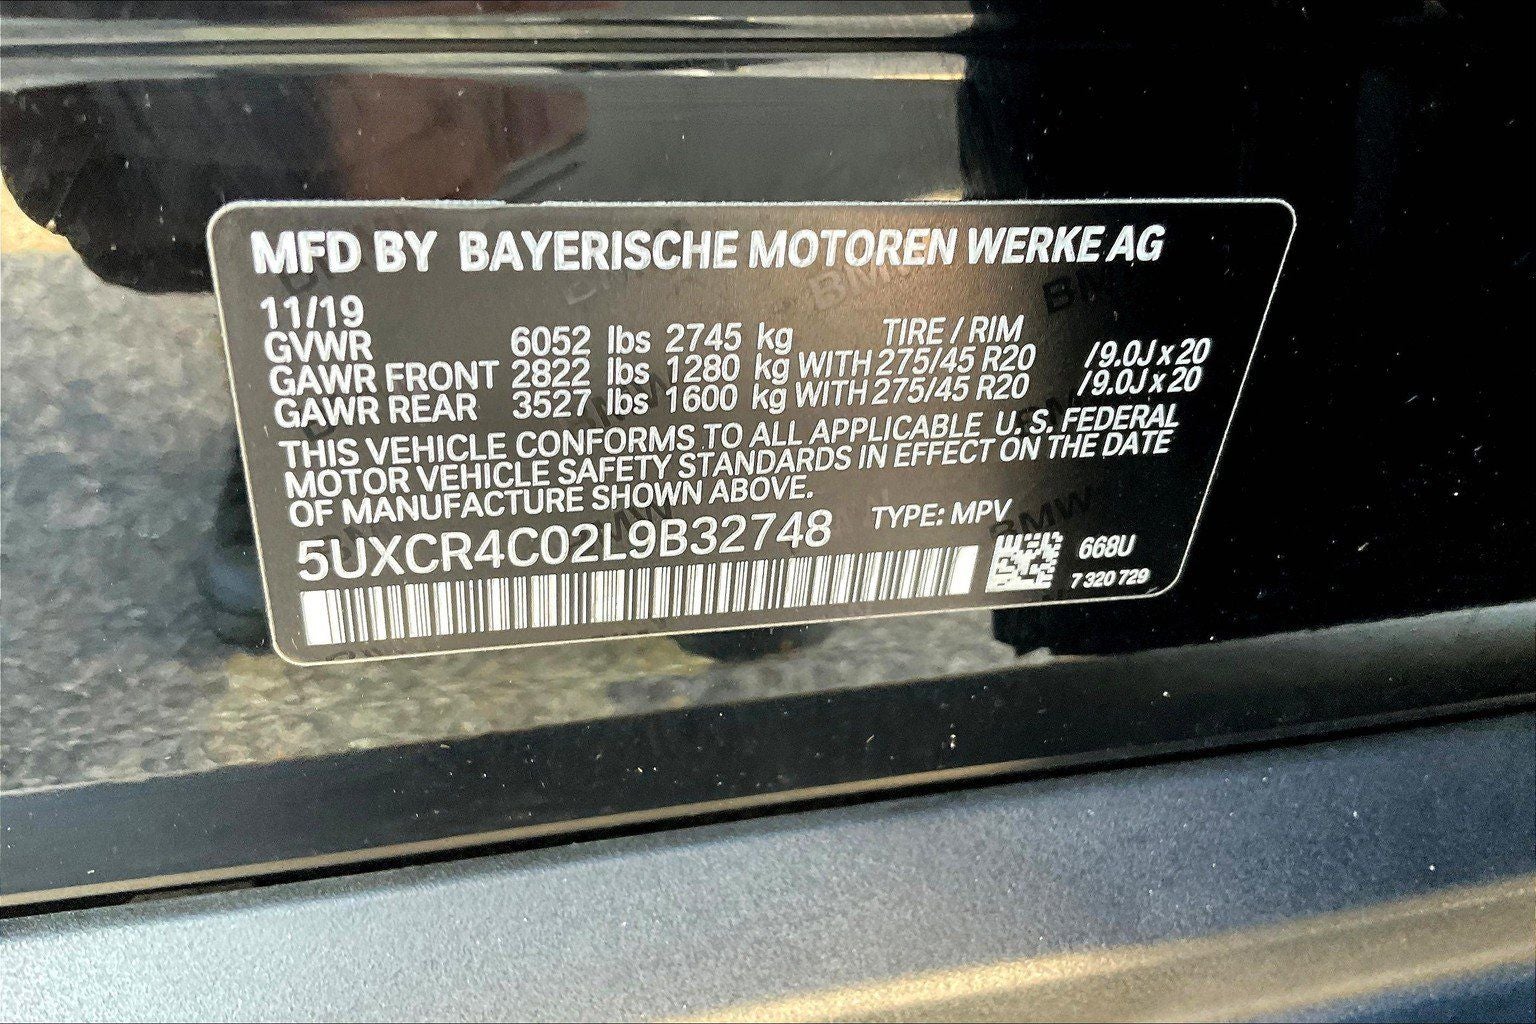 MFD BY BAYERISCHE MOTOREN WERKE AG
11/19
GVWR 6052 lbs 2745 kg TIRE / RIM
GAWR FRONT 2822 lbs 1280 kg WITH 275/45 R20 /9.0J x 20
GAWR REAR 3527 lbs 1600 kg WITH 275/45 R20 /9.0J x 20
THIS VEHICLE CONFORMS TO ALL APPLICABLE U.S. FEDERAL
MOTOR VEHICLE SAFETY STANDARDS IN EFFECT ON THE DATE
OF MANUFACTURE SHOWN ABOVE.
5UXCR4C02L9B32748 TYPE: MPV
668U
7 320 729